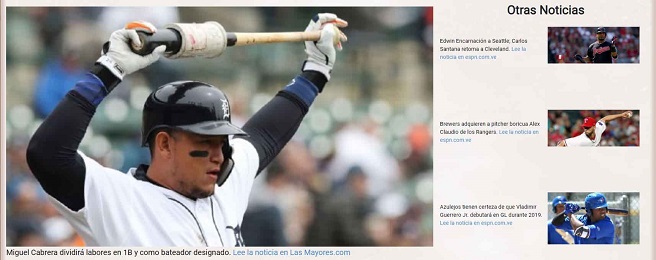 Otras Noticias
Edwin Encarnación a Seattle; Carlos
Santana retorna a Cleveland. Lee la
noticia en espn.com.ve
Brewers adquieren a pitcher boricua Alex
Claudio de los Rangers. Lee la noticia en
espn.com.ve
Azulejos tienen certeza de que Vladimir
Guerrero Jr. debutará en GL durante 2019.
Lee la noticia en espn.com.ve
Miguel Cabrera dividirá labores en 1B y como bateador designado. Lee la noticia en Las Mayores.com